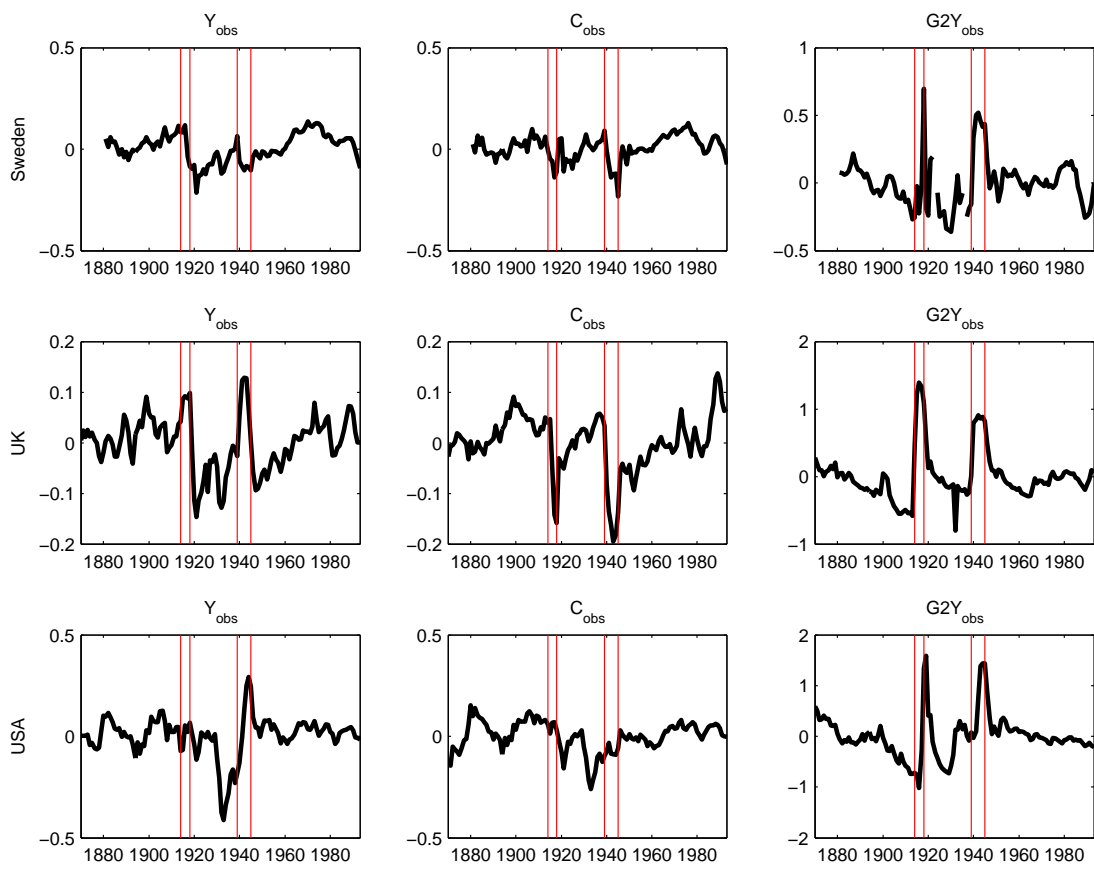 Y_obs C_obs G2Y_obs
Sweden
0.5 0.5 1
0 0 0.5
0
−0.5 −0.5 −0.5
1880 1900 1920 1940 1960 1980 1880 1900 1920 1940 1960 1980 1880 1900 1920 1940 1960 1980
Y_obs C_obs G2Y_obs
UK
0.2 0.2 2
0.1 0.1 1
0 0 0
−0.1 −0.1
−0.2 −0.2 −1
1880 1900 1920 1940 1960 1980 1880 1900 1920 1940 1960 1980 1880 1900 1920 1940 1960 1980
Y_obs C_obs G2Y_obs
USA
0.5 0.5 2
1
0 0 0
−1
−0.5 −0.5 −2
1880 1900 1920 1940 1960 1980 1880 1900 1920 1940 1960 1980 1880 1900 1920 1940 1960 1980